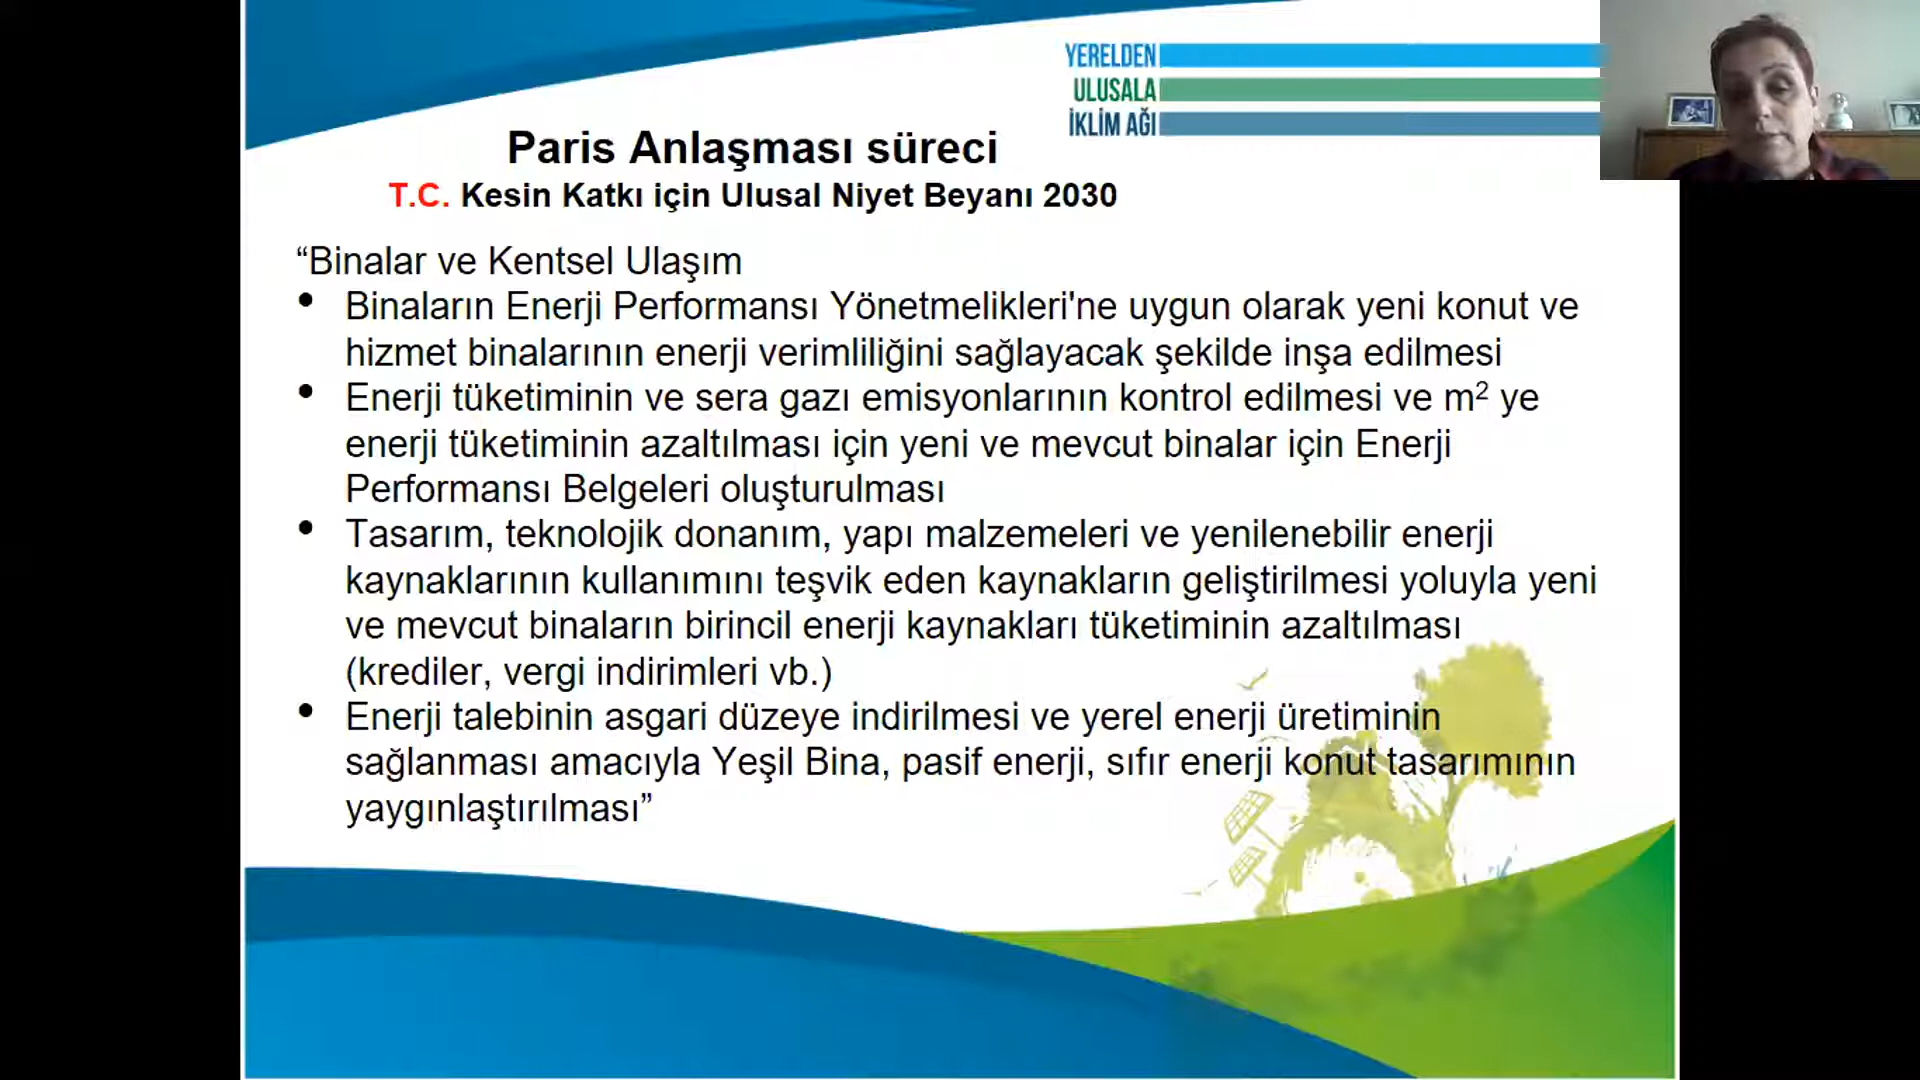 YERELDEN
ULUSALA
İKLİM AĞI
Paris Anlaşması süreci
T.C. Kesin Katkı için Ulusal Niyet Beyanı 2030
“Binalar ve Kentsel Ulaşım
• Binaların Enerji Performansı Yönetmelikleri'ne uygun olarak yeni konut ve
hizmet binalarının enerji verimliliğini sağlayacak şekilde inşa edilmesi
• Enerji tüketiminin ve sera gazı emisyonlarının kontrol edilmesi ve m² ye
enerji tüketiminin azaltılması için yeni ve mevcut binalar için Enerji
Performansı Belgeleri oluşturulması
• Tasarım, teknolojik donanım, yapı malzemeleri ve yenilenebilir enerji
kaynaklarının kullanımını teşvik eden kaynakların geliştirilmesi yoluyla yeni
ve mevcut binaların birincil enerji kaynakları tüketiminin azaltılması
(krediler, vergi indirimleri vb.)
• Enerji talebinin asgari düzeye indirilmesi ve yerel enerji üretiminin
sağlanması amacıyla Yeşil Bina, pasif enerji, sıfır enerji konut tasarımının
yaygınlaştırılması”